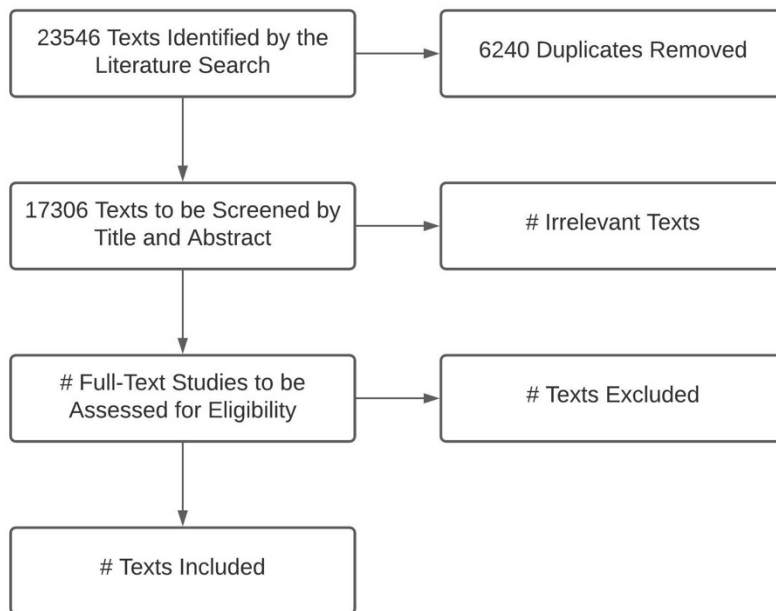 23546 Texts Identified by the
Literature Search
6240 Duplicates Removed
17306 Texts to be Screened by
Title and Abstract
# Irrelevant Texts
# Full-Text Studies to be
Assessed for Eligibility
# Texts Excluded
# Texts Included